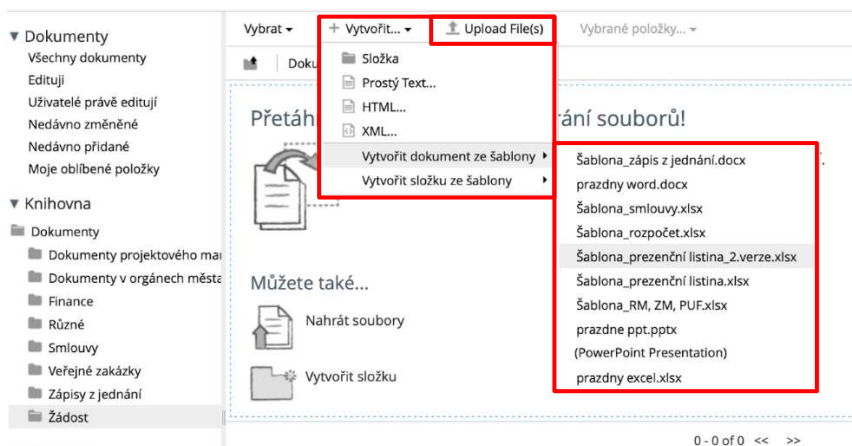 Dokumenty
Všechny dokumenty
Edituji
Uživatelé právě editují
Nedávno změněné
Nedávno přidané
Moje oblíbené položky
Knihovna
Dokumenty
Dokumenty projektového mai
Dokumenty v orgánech města
Finance
Různé
Smlouvy
Veřejné zakázky
Zápisy z jednání
Žádost
Vybrat
+ Vytvořit...
Upload File(s)
Vybrané položky...
Doku
Složka
Prostý Text...
HTML...
XML...
Vytvořit dokument ze šablony
Vytvořit složku ze šablony
Přetáh rání souborů!
Šablona_zápis z jednání.docx
prazdny word.docx
Šablona_smlouvy.xlsx
Šablona_rozpočet.xlsx
Šablona_prezenční listina_2.verze.xlsx
Šablona_prezenční listina.xlsx
Šablona_RM, ZM, PUF.xlsx
prazdne ppt.pptx
(PowerPoint Presentation)
prazdny excel.xlsx
Můžete také...
Nahrát soubory
Vytvořit složku
0 - 0 of 0 << >>